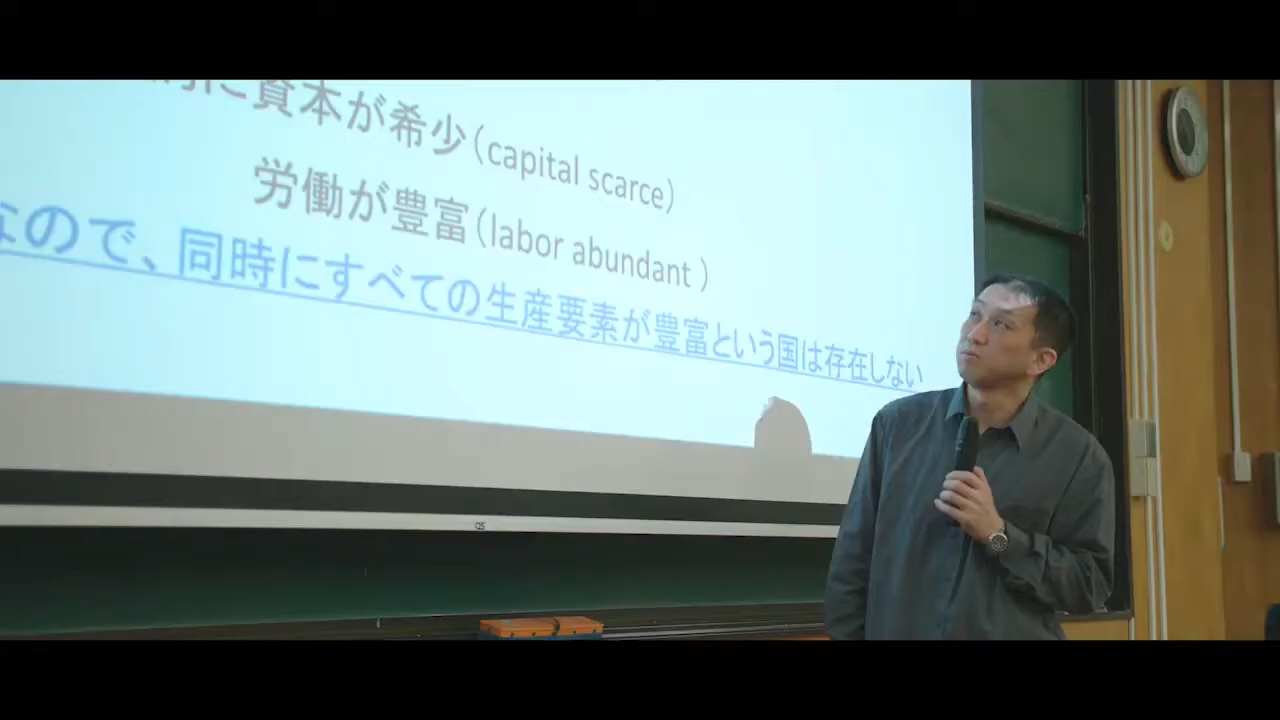 に資本が希少（capital scarce）
労働が豊富（labor abundant ）
なので、同時にすべての生産要素が豊富という国は存在しない
OS